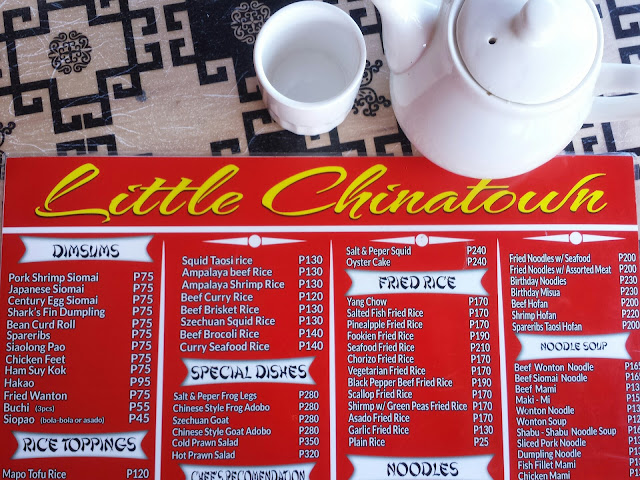 Little Chinatown
DIMSUMS
Pork Shrimp Siomai P75
Japanese Siomai P75
Century Egg Siomai P75
Shark's Fin Dumpling P75
Bean Curd Roll P75
Spareribs P75
Siaolong Pao P75
Chicken Feet P75
Ham Suy Kok P75
Hakao P95
Fried Wanton P75
Buchi (3pcs) P55
Siopao (bola-bola or asado) P45
RICE TOPPINGS
Mapo Tofu Rice P120
Squid Taosi rice P130
Ampalaya beef Rice P130
Ampalaya Shrimp Rice P130
Beef Curry Rice P120
Beef Brisket Rice P130
Szechuan Squid Rice P130
Beef Brocoli Rice P140
Curry Seafood Rice P140
SPECIAL DISHES
Salt & Peper Frog Legs P280
Chinese Style Frog Adobo P280
Szechuan Goat P280
Chinese Style Goat Adobo P280
Cold Prawn Salad P350
Hot Prawn Salad P320
CHEF'S RECOMENDATION
Salt & Peper Squid P240
Oyster Cake P240
FRIED RICE
Yang Chow P170
Salted Fish Fried Rice P170
Pinealpple Fried Rice P170
Fookien Fried Rice P190
Seafood Fried Rice P210
Chorizo Fried Rice P170
Vegetarian Fried Rice P170
Black Pepper Beef Fried Rice P190
Scallop Fried Rice P170
Shirmp w/ Green Peas Fried Rice P170
Asado Fried Rice P170
Garlic Fried Rice P130
Plain Rice P25
NOODLES
Fried Noodles w/ Seafood P200
Fried Noodles w/ Assorted Meat P200
Birthday Noodles P230
Birthday Misua P230
Beef Hofan P200
Shrimp Hofan P220
Spareribs Taosi Hofan P200
NOODLE SOUP
Beef Wonton Noodle
Beef Siomai Noodle
Beef Mami
Maki - Mi
Wonton Noodle
Wonton Soup
Shabu - Shabu Noodle Soup
Sliced Pork Noodle
Dumpling Noodle
Fish Fillet Mami
Chicken Mami